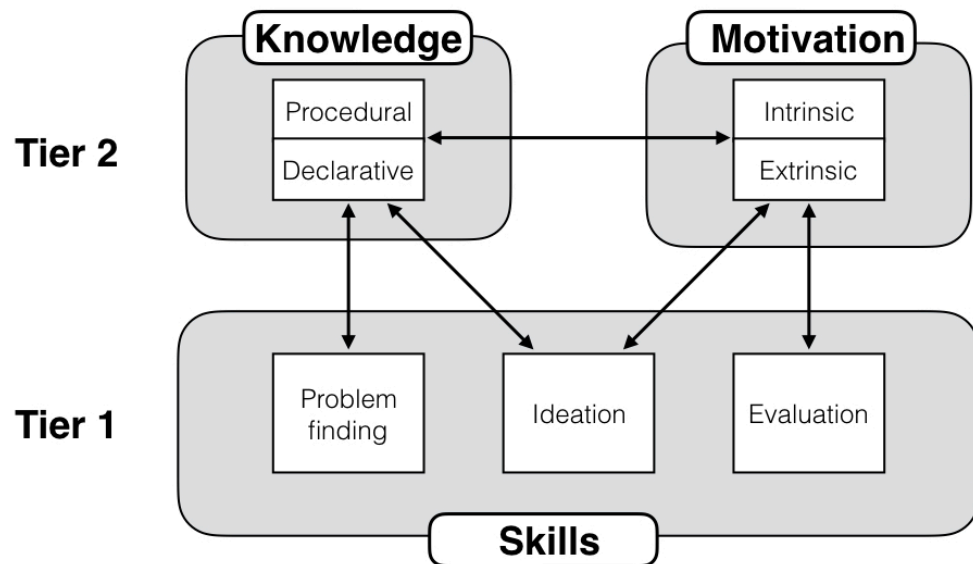 Knowledge
Motivation
Tier 2
Procedural
Declarative
Intrinsic
Extrinsic
Tier 1
Problem
finding
Ideation
Evaluation
Skills